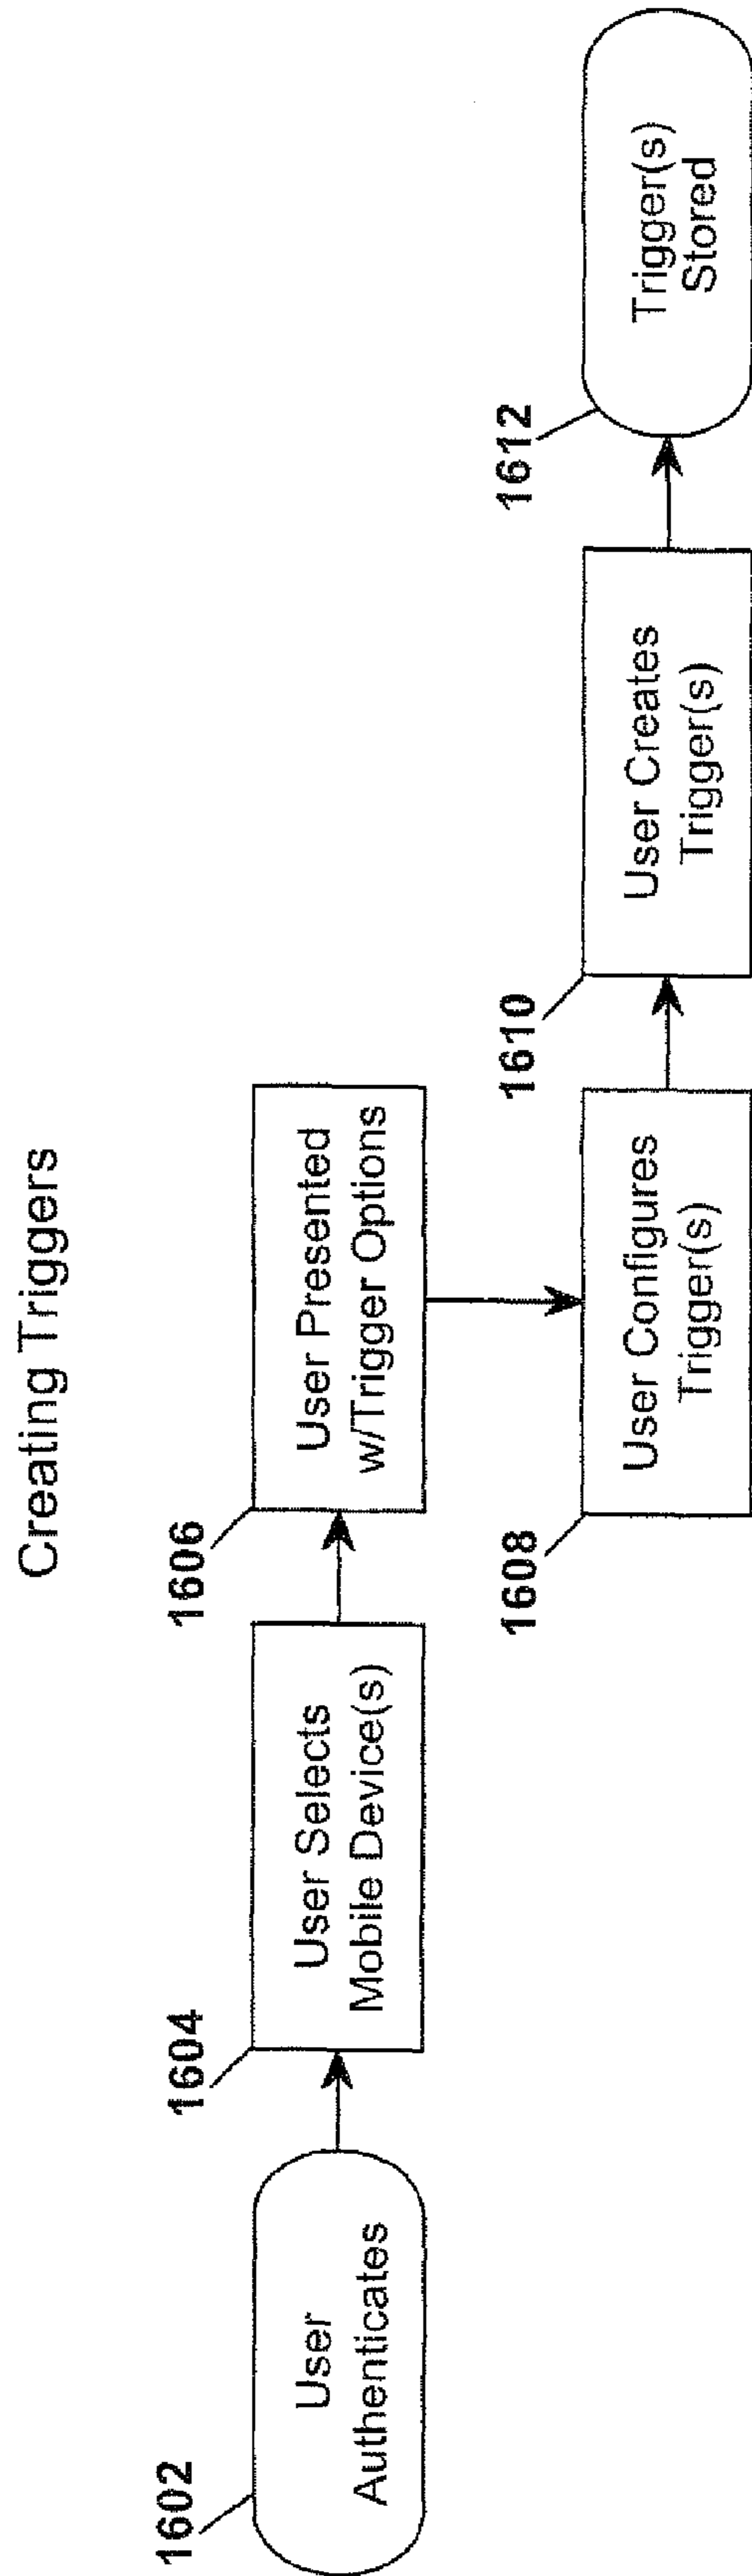 Creating Triggers
1602
User
Authenticates
1604
User Selects
Mobile Device(s)
1606
User Presented
w/Trigger Options
1608
User Configures
Trigger(s)
1610
User Creates
Trigger(s)
1612
Trigger(s)
Stored